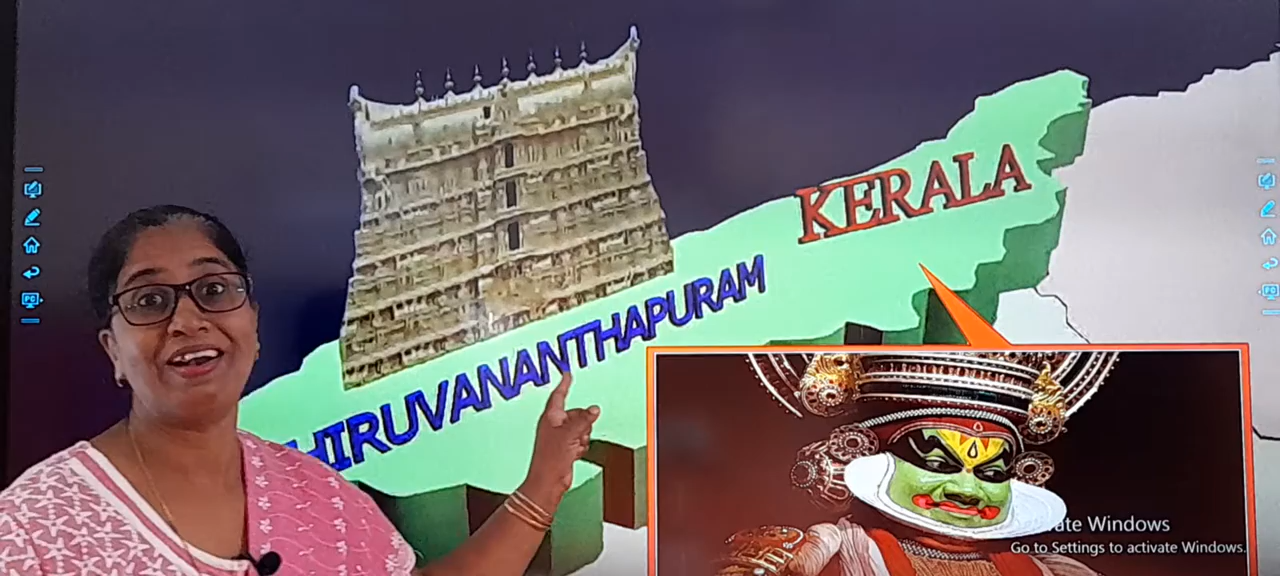 KERALA
HIRUVANANTHAPURAM
ate Windows
Go to Settings to activate Windows.